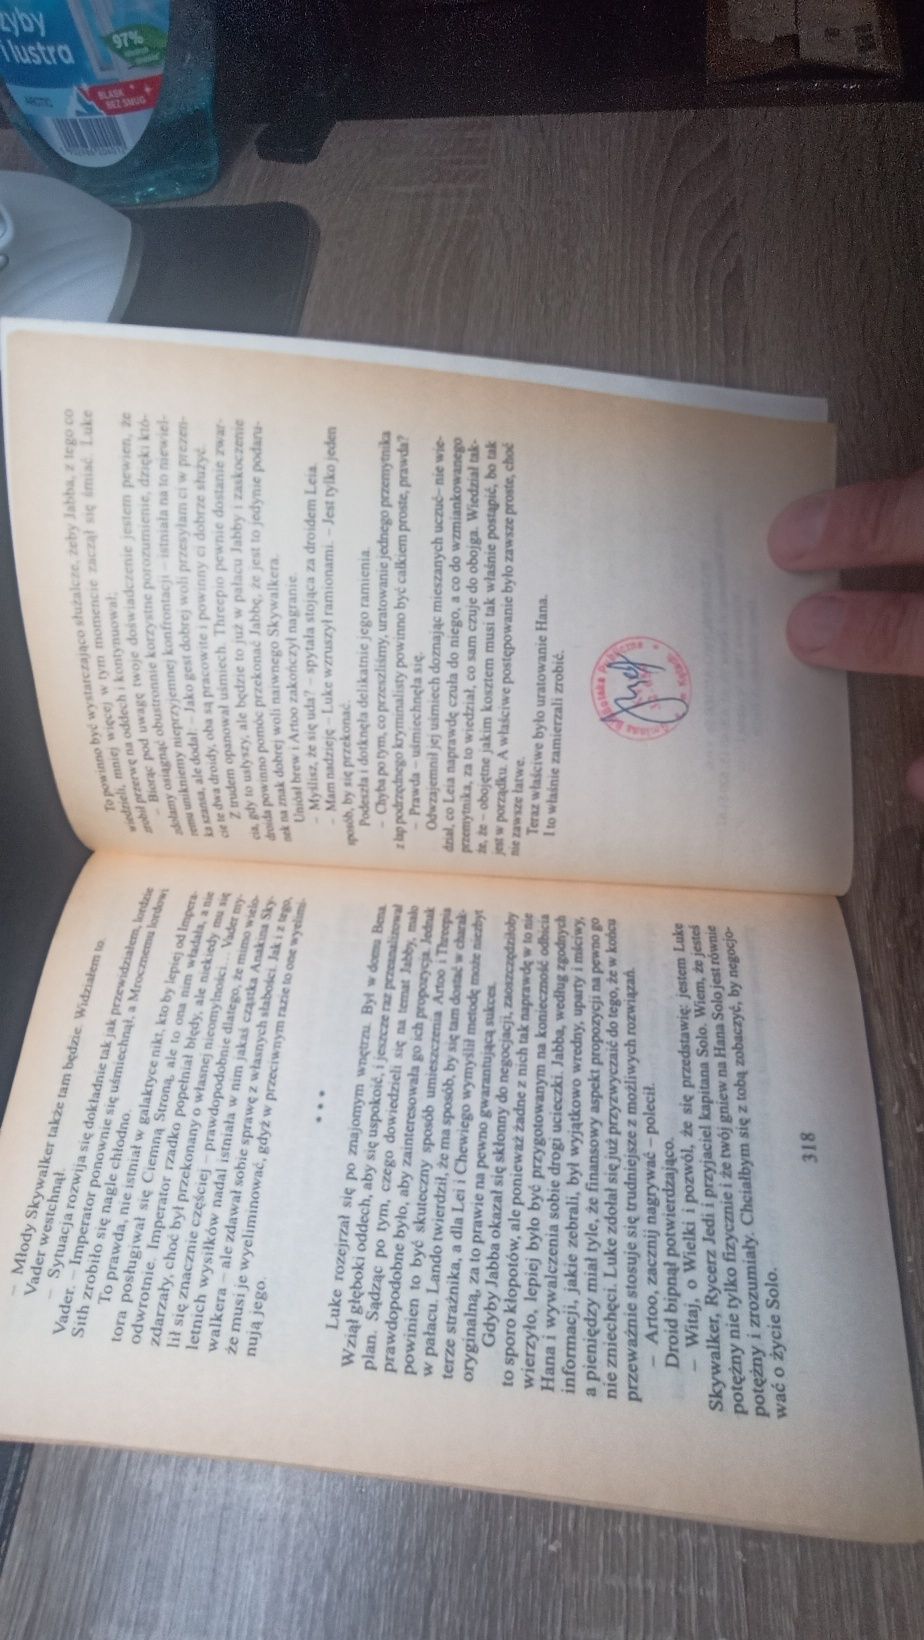 – Młody Skywalker także tam będzie. Widziałem to.
Vader westchnął.
– Sytuacja rozwija się dokładnie tak jak przewidziałem, lordzie
Vader. – Imperator ponownie się uśmiechnął, a Mrocznemu lordowi
Sith zrobiło się nagle chłodno.
To prawda, nie istniał w galaktyce nikt, kto by lepiej od Impera-
tora posługiwał się Ciemną Stroną, ale to ona nim władała, a nie
odwrotnie. Imperator rzadko popełniał błędy, ale niekiedy mu się
zdarzały, choć był przekonany o własnej nieomylności... Vader my-
lił się znacznie częściej – prawdopodobnie dlatego, że mimo wielo-
letnich wysiłków nadal istniała w nim jakaś cząstka Anakina Sky-
walkera – ale zdawał sobie sprawę z własnych słabości. Jak i z tego,
że musi je wyeliminować, gdyż w przeciwnym razie to one wyelimi-
nują jego.
* * *
Luke rozejrzał się po znajomym wnętrzu. Był w domu Bena.
Wziął głęboki oddech, aby się uspokoić, i jeszcze raz przeanalizował
plan. Sądząc po tym, czego dowiedzieli się na temat Jabby, mało
prawdopodobne było, aby zainteresowała go ich propozycja. Jednak
powinien to być skuteczny sposób umieszczenia Artoo i Threepia
w pałacu. Lando twierdził, że ma sposób, by się tam dostać w charak-
terze strażnika, a dla Lei i Chewiego wymyślił metodę może niezbyt
oryginalną, za to prawie na pewno gwarantującą sukces.
Gdyby Jabba okazał się skłonny do negocjacji, zaoszczędziłoby
to sporo kłopotów, ale ponieważ żadne z nich tak naprawdę w to nie
wierzyło, lepiej było być przygotowanym na konieczność odbicia
Hana i wywalczenia sobie drogi ucieczki. Jabba, według zgodnych
informacji, jakie zebrali, był wyjątkowo wredny, uparty i mściwy,
a pieniędzy miał tyle, że finansowy aspekt propozycji na pewno go
nie zniechęci. Luke zdołał się już przyzwyczaić do tego, że w końcu
przeważnie stosuje się trudniejsze z możliwych rozwiązań.
– Artoo, zacznij nagrywać – polecił.
Droid bipnął potwierdzająco.
– Witaj, o Wielki i pozwól, że się przedstawię: jestem Luke
Skywalker, Rycerz Jedi i przyjaciel kapitana Solo. Wiem, że jesteś
potężny nie tylko fizycznie i że twój gniew na Hana Solo jest równie
potężny i zrozumiały. Chciałbym się z tobą zobaczyć, by negocjo-
wać o życie Solo.
318
To powinno być wystarczająco służalcze, żeby Jabba, z tego co
wiedzieli, mniej więcej w tym momencie zaczął się śmiać. Luke
zrobił przerwę na oddech i kontynuował:
– Biorąc pod uwagę twoje doświadczenie jestem pewien, że
zdołamy osiągnąć obustronnie korzystne porozumienie, dzięki któ-
remu unikniemy nieprzyjemnej konfrontacji – istniała na to niewiel-
ka szansa, ale dodał: – Jako gest dobrej woli przesyłam ci w prezen-
cie te dwa droidy, oba są pracowite i powinny ci dobrze służyć.
Z trudem opanował uśmiech. Threepio pewnie dostanie zwar-
cia, gdy to usłyszy, ale będzie to już w pałacu Jabby i zaskoczenie
droida powinno pomóc przekonać Jabbę, że jest to jedynie podaru-
nek na znak dobrej woli naiwnego Skywalkera.
Uniósł brew i Artoo zakończył nagranie.
– Myślisz, że się uda? – spytała stojąca za droidem Leia.
– Mam nadzieję – Luke wzruszył ramionami. – Jest tylko jeden
sposób, by się przekonać.
Podeszła i dotknęła delikatnie jego ramienia.
– Chyba po tym, co przeszliśmy, uratowanie jednego przemytnika
z łap podrzędnego kryminalisty powinno być całkiem proste, prawda?
– Prawda – uśmiechnęła się.
Odwzajemnił jej uśmiech doznając mieszanych uczuć – nie wie-
dział, co Leia naprawdę czuła do niego, a co do wzmiankowanego
przemytnika, za to wiedział, co sam czuje do obojga. Wiedział tak-
że, że – obojętne jakim kosztem musi tak właśnie postąpić, bo tak
jest w porządku. A właściwe postępowanie było zawsze proste, choć
nie zawsze łatwe.
Teraz właściwe było uratowanie Hana.
I to właśnie zamierzali zrobić.
i lustra
97%
ARCTIC
BLASK
BEZ SMUG